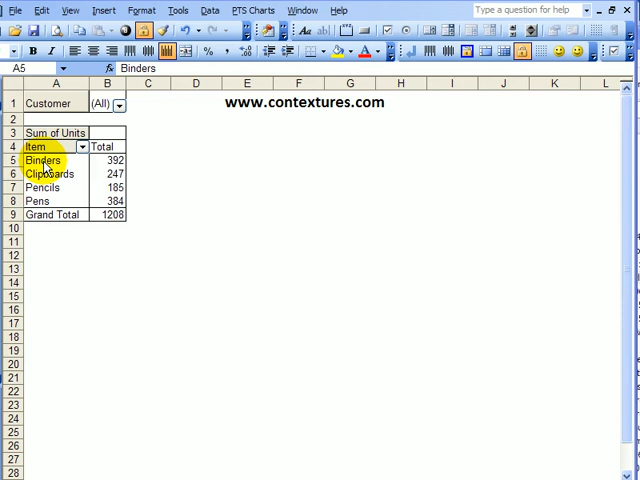 File Edit View Insert Format Tools Data PTS Charts Window Help Type a question for help
B I U $ %
A5 fx Binders
A B C D E F G H I J K L
1 Customer (All) www.contextures.com
2
3 Sum of Units
4 Item Total
5 Binders 392
6 Clipboards 247
7 Pencils 185
8 Pens 384
9 Grand Total 1208
10
11
12
13
14
15
16
17
18
19
20
21
22
23
24
25
26
27
28